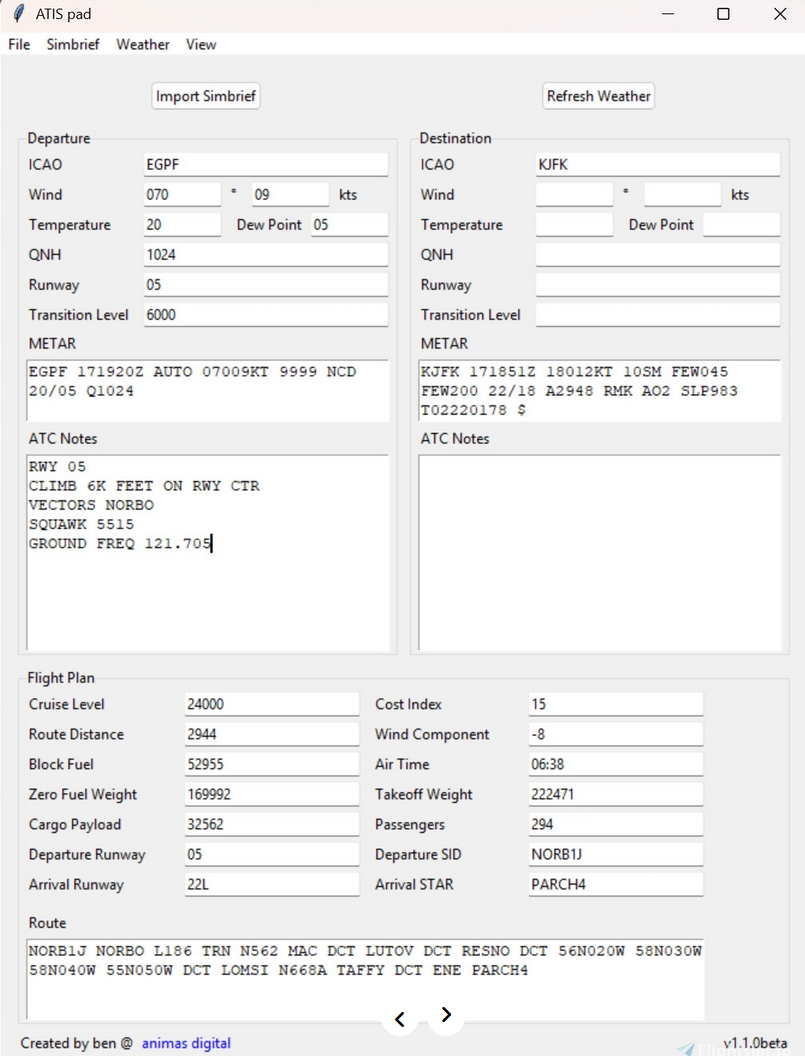 ATIS pad
File Simbrief Weather View
Import Simbrief
Refresh Weather
Departure
ICAO EGPF
Wind 070 ° 09 kts
Temperature 20 Dew Point 05
QNH 1024
Runway 05
Transition Level 6000
METAR
EGPF 171920Z AUTO 07009KT 9999 NCD
20/05 Q1024
ATC Notes
RWY 05
CLIMB 6K FEET ON RWY CTR
VECTORS NORBO
SQUAWK 5515
GROUND FREQ 121.705
Destination
ICAO KJFK
Wind ° kts
Temperature Dew Point
QNH
Runway
Transition Level
METAR
KJFK 171851Z 18012KT 10SM FEW045
FEW200 22/18 A2948 RMK AO2 SLP983
T02220178 $
ATC Notes
Flight Plan
Cruise Level 24000 Cost Index 15
Route Distance 2944 Wind Component -8
Block Fuel 52955 Air Time 06:38
Zero Fuel Weight 169992 Takeoff Weight 222471
Cargo Payload 32562 Passengers 294
Departure Runway 05 Departure SID NORB1J
Arrival Runway 22L Arrival STAR PARCH4
Route
NORB1J NORBO L186 TRN N562 MAC DCT LUTOV DCT RESNO DCT 56N020W 58N030W
58N040W 55N050W DCT LOMSI N668A TAFFY DCT ENE PARCH4
Created by ben @ animas digital
v1.1.0beta